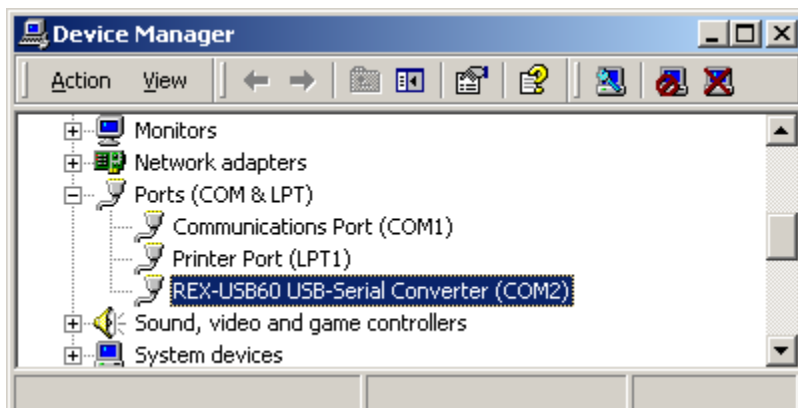 Device Manager
Action View
Monitors
Network adapters
Ports (COM & LPT)
Communications Port (COM1)
Printer Port (LPT1)
REX-USB60 USB-Serial Converter (COM2)
Sound, video and game controllers
System devices